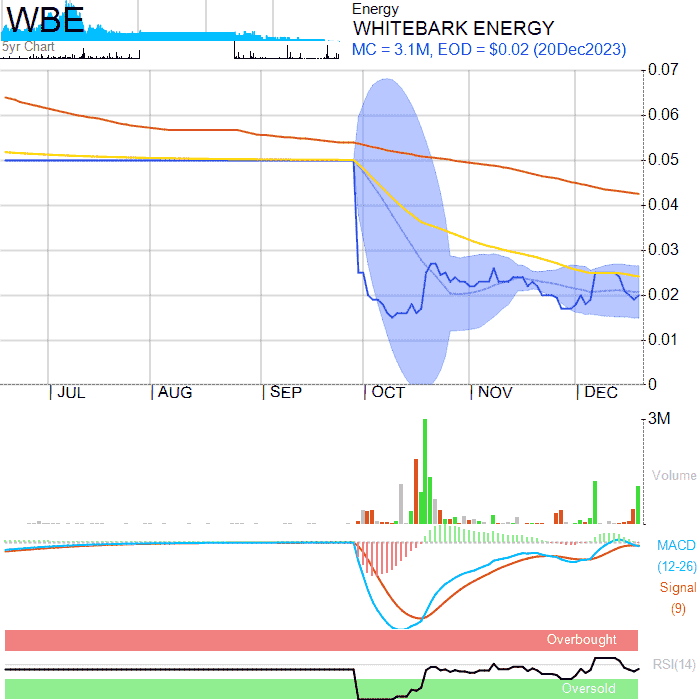 WBE
5yr Chart
Energy
WHITEBARK ENERGY
MC = 3.1M, EOD = $0.02 (20Dec2023)
0.07
0.06
0.05
0.04
0.03
0.02
0.01
0
JUL AUG SEP OCT NOV DEC
3M
Volume
MACD
(12-26)
Signal
(9)
Overbought
RSI(14)
Oversold